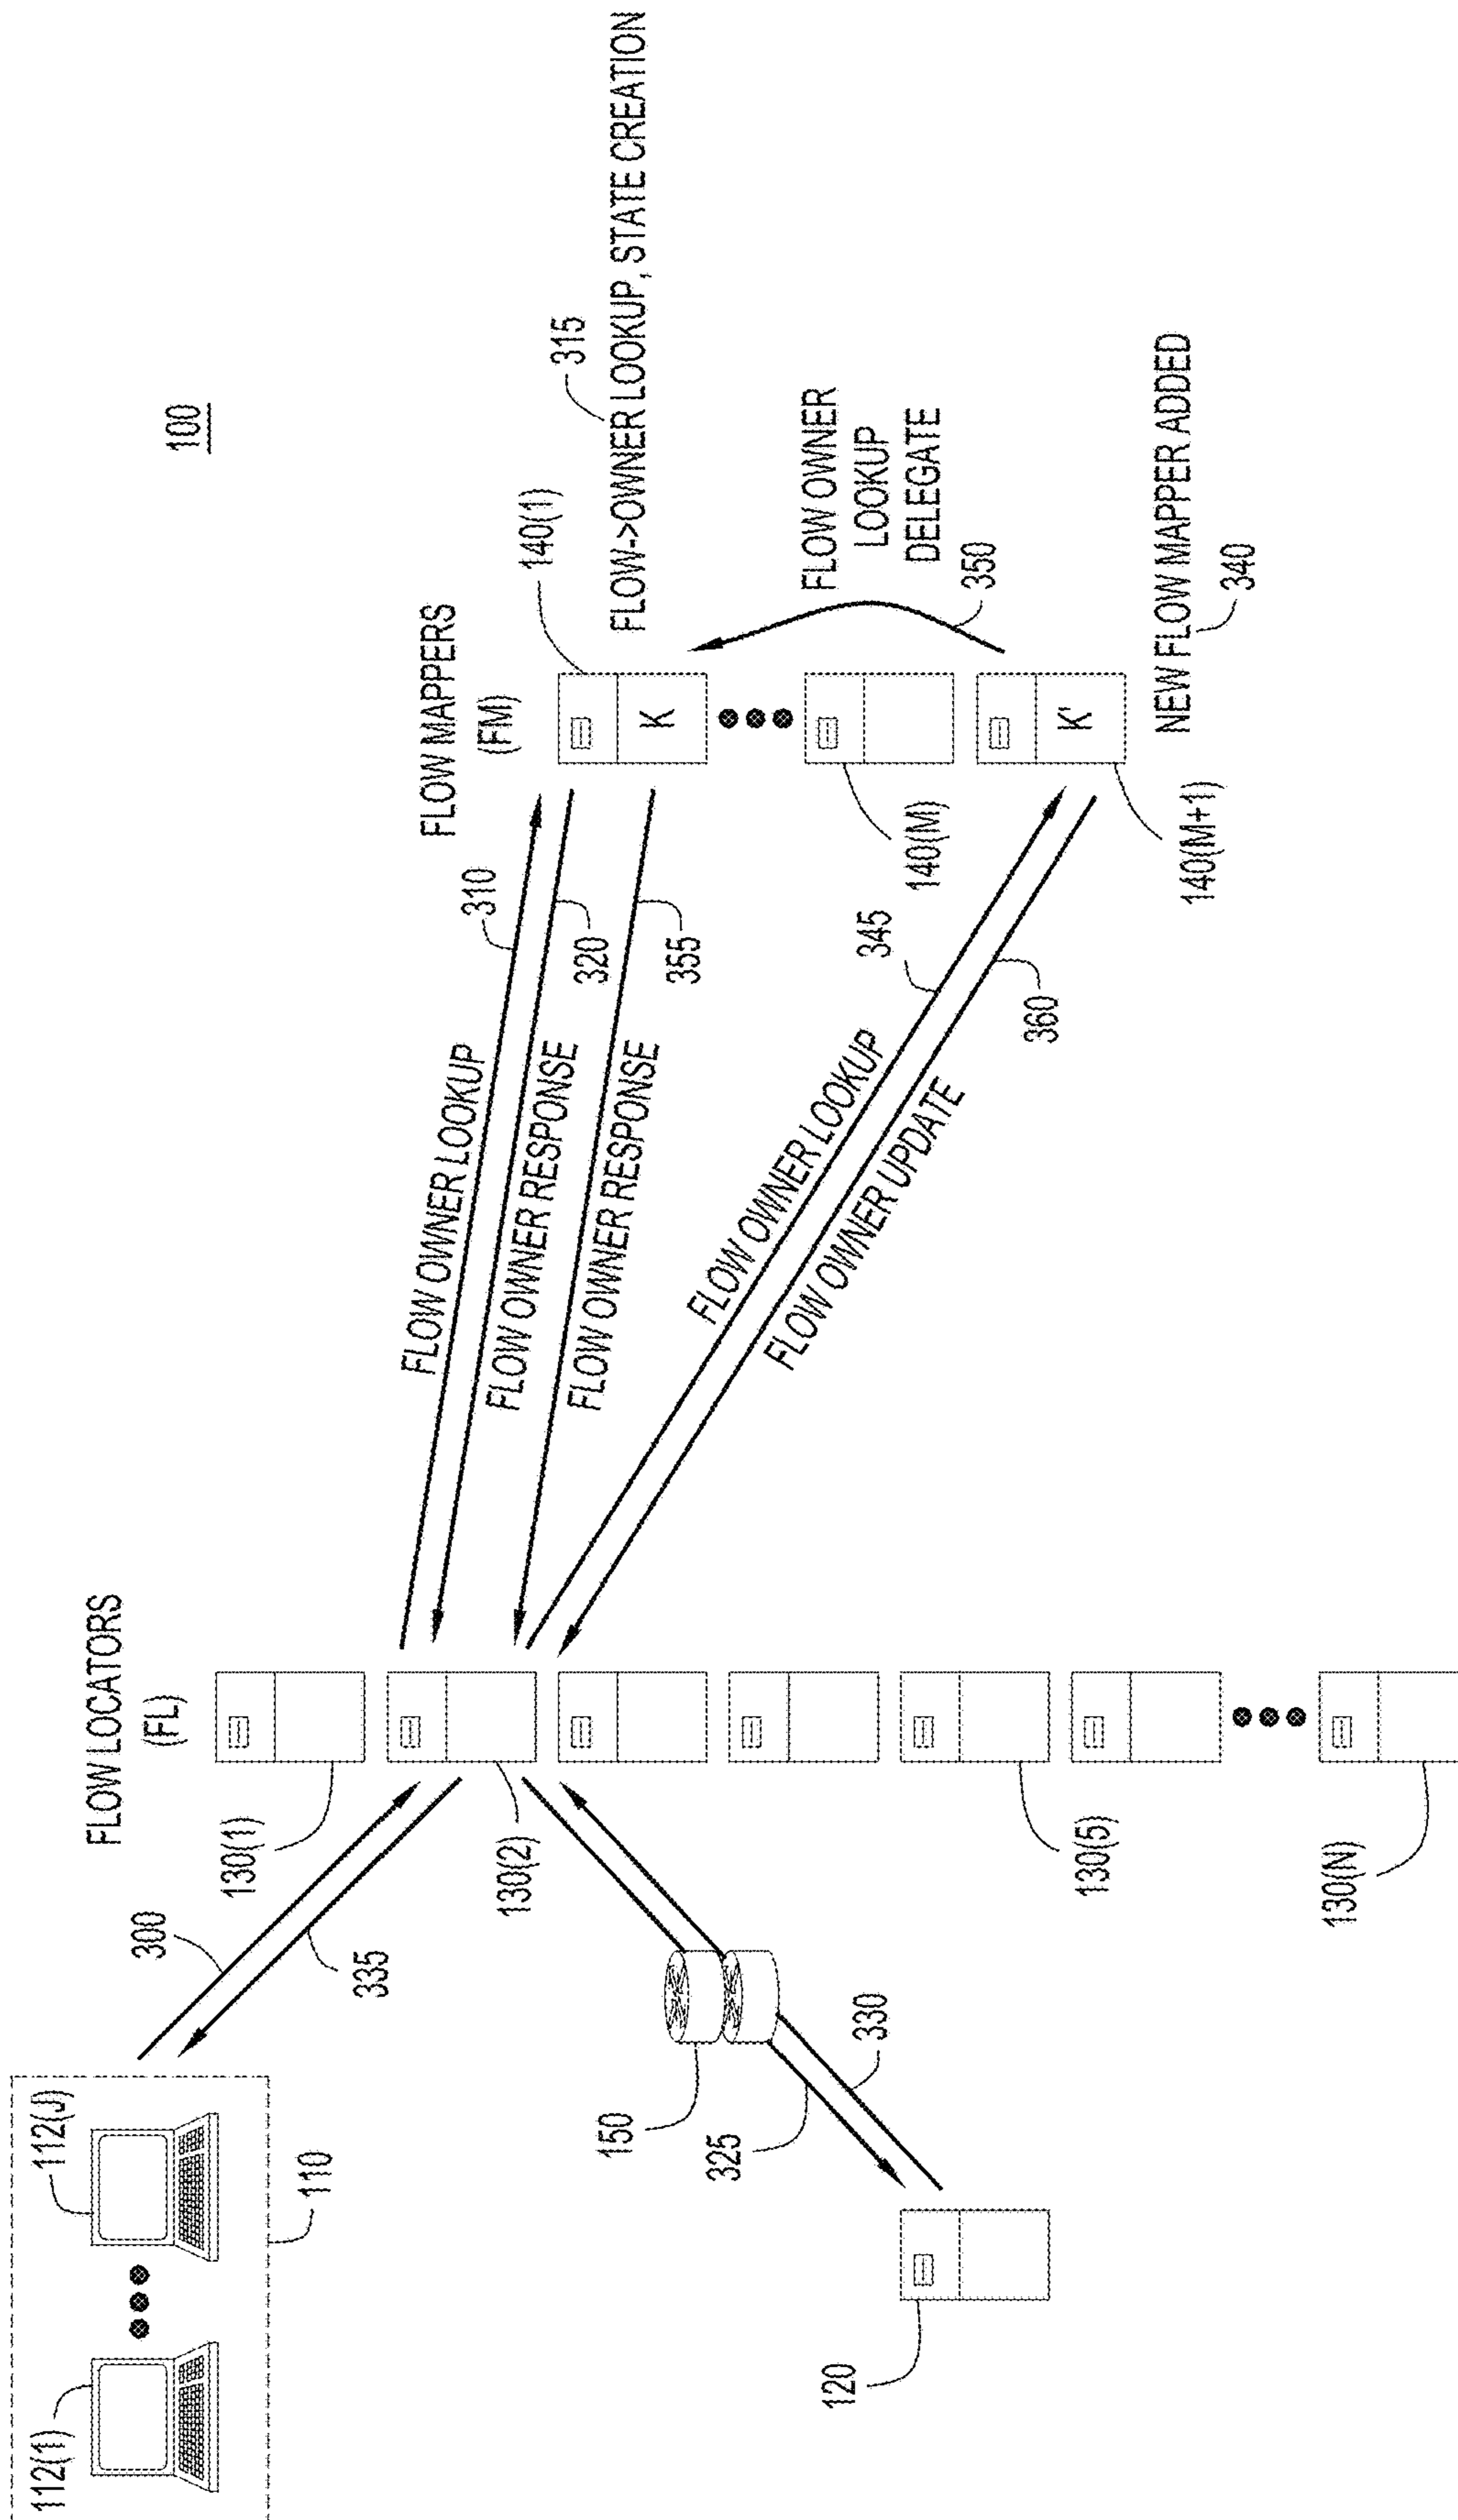 100
112(1)
112(J)
110
300
335
120
325
330
150
FLOW LOCATORS
(FL)
130(1)
130(2)
130(5)
130(N)
FLOW OWNER LOOKUP
310
FLOW OWNER RESPONSE
320
FLOW OWNER RESPONSE
355
FLOW OWNER LOOKUP
345
FLOW OWNER UPDATE
360
FLOW MAPPERS
(FM)
140(1)
K
315
FLOW->OWNER LOOKUP, STATE CREATION
140(M)
FLOW OWNER
LOOKUP
DELEGATE
350
K'
140(M+1)
NEW FLOW MAPPER ADDED
340